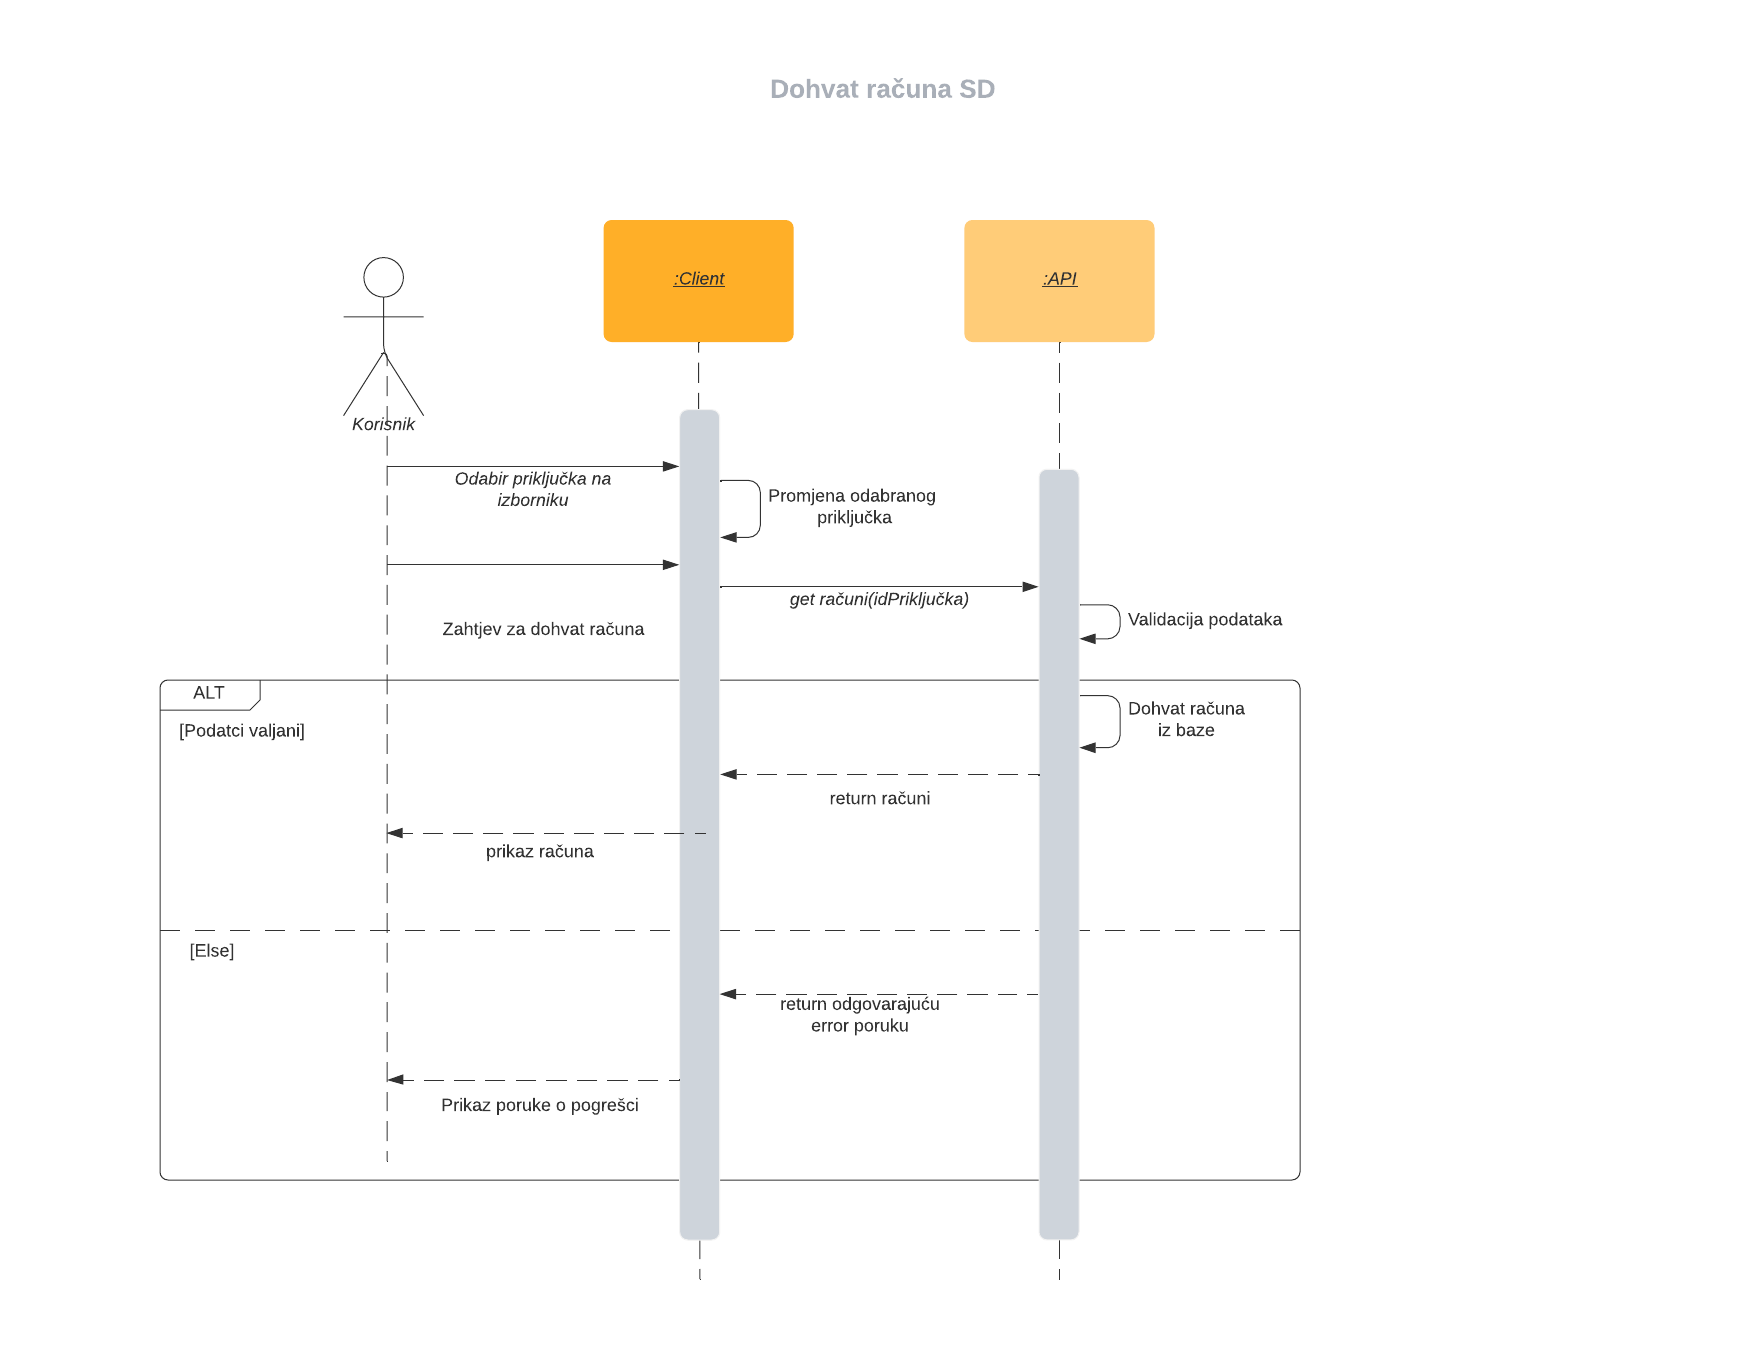 Dohvat računa SD
:Client
:API
Korisnik
Odabir priključka na
izborniku
Promjena odabranog
priključka
get računi(idPriključka)
Validacija podataka
Zahtjev za dohvat računa
ALT
[Podatci valjani]
Dohvat računa
iz baze
return računi
prikaz računa
[Else]
return odgovarajuću
error poruku
Prikaz poruke o pogrešci